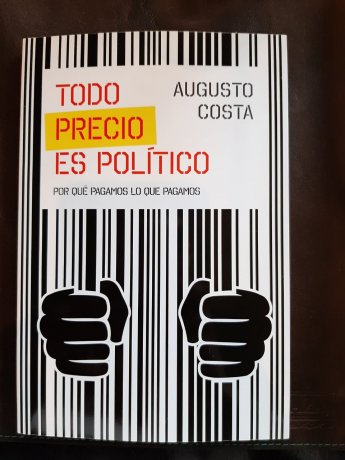 TODO
PRECIO
ES POLÍTICO
AUGUSTO
COSTA
POR QUÉ PAGAMOS LO QUE PAGAMOS